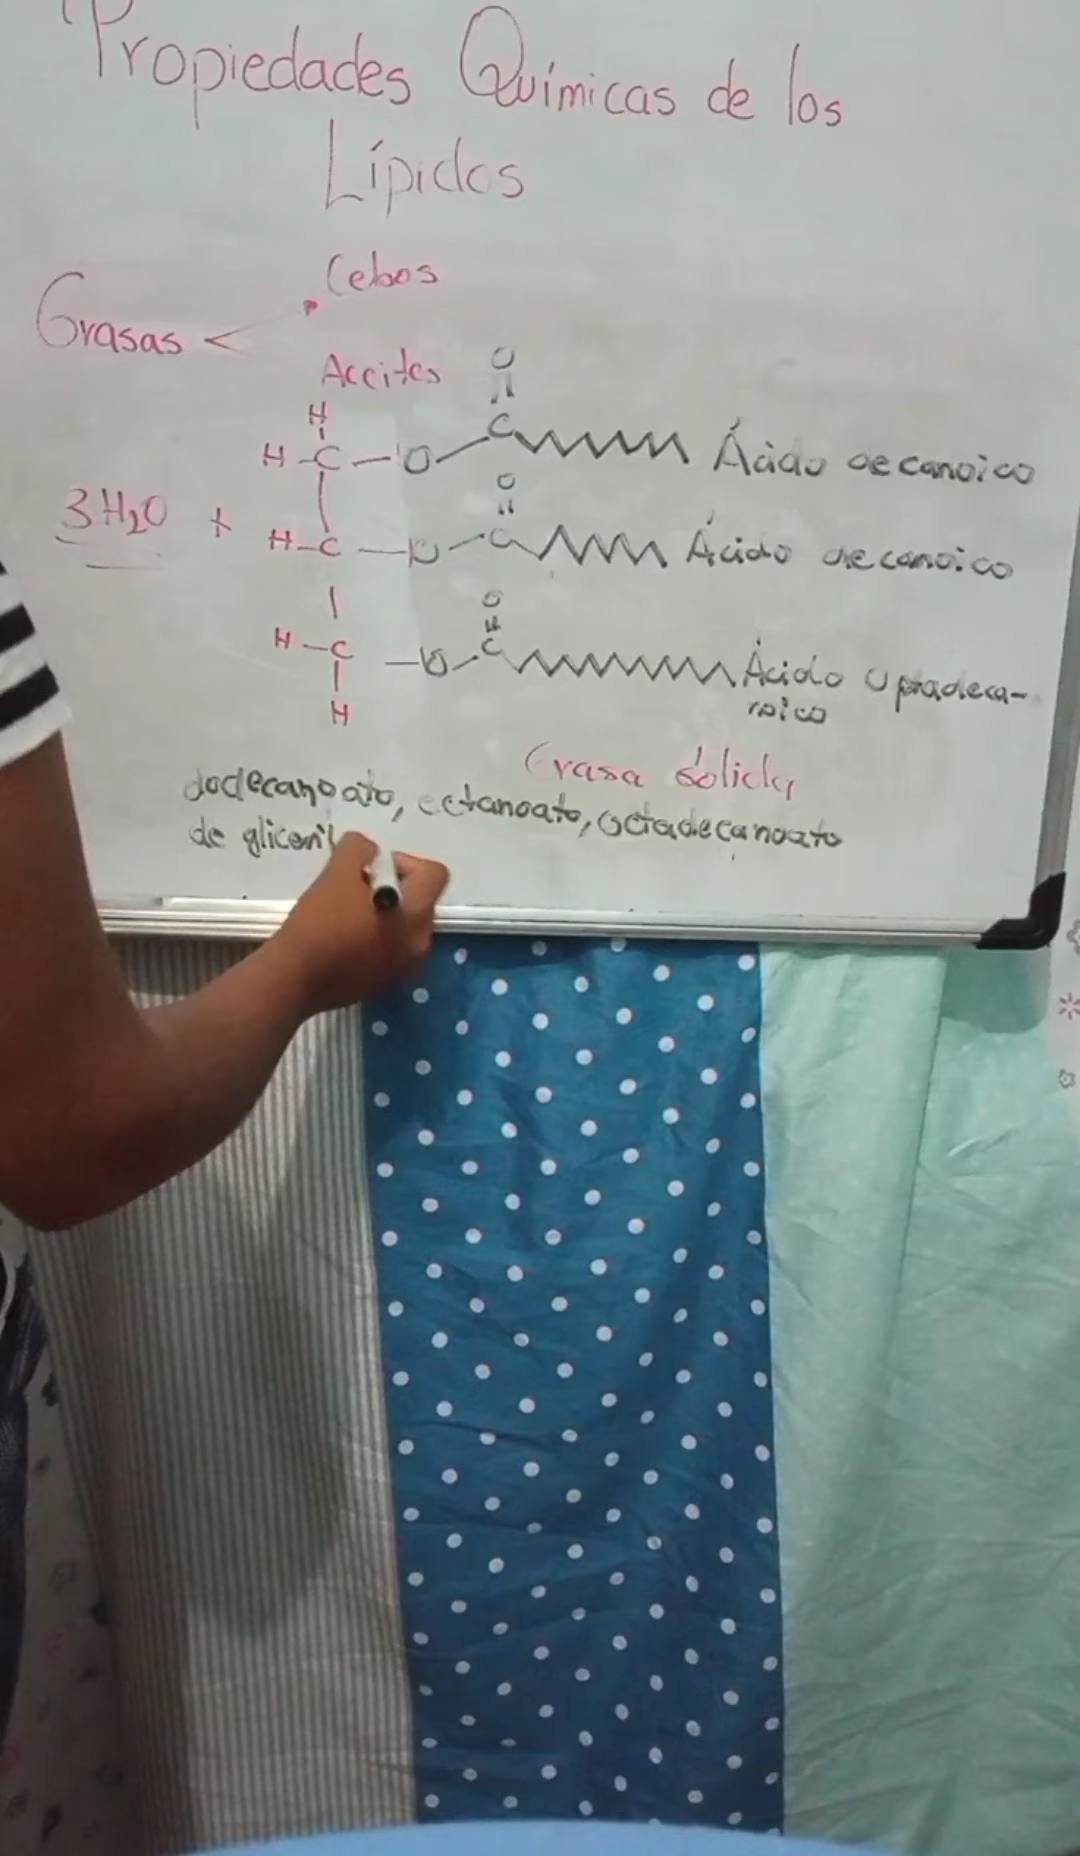 Propiedades Químicas de los
Lípidos
Cebos
Grasas <
Aceites
O
H
C
H - C - O - Ácido decanoico
O
3H₂O + H - C - O - C Ácido decanoico
O
H - C - O - C Ácido
H
Grasa sólida
dodecanoato, octanoato, octadecanoato
de gliceril